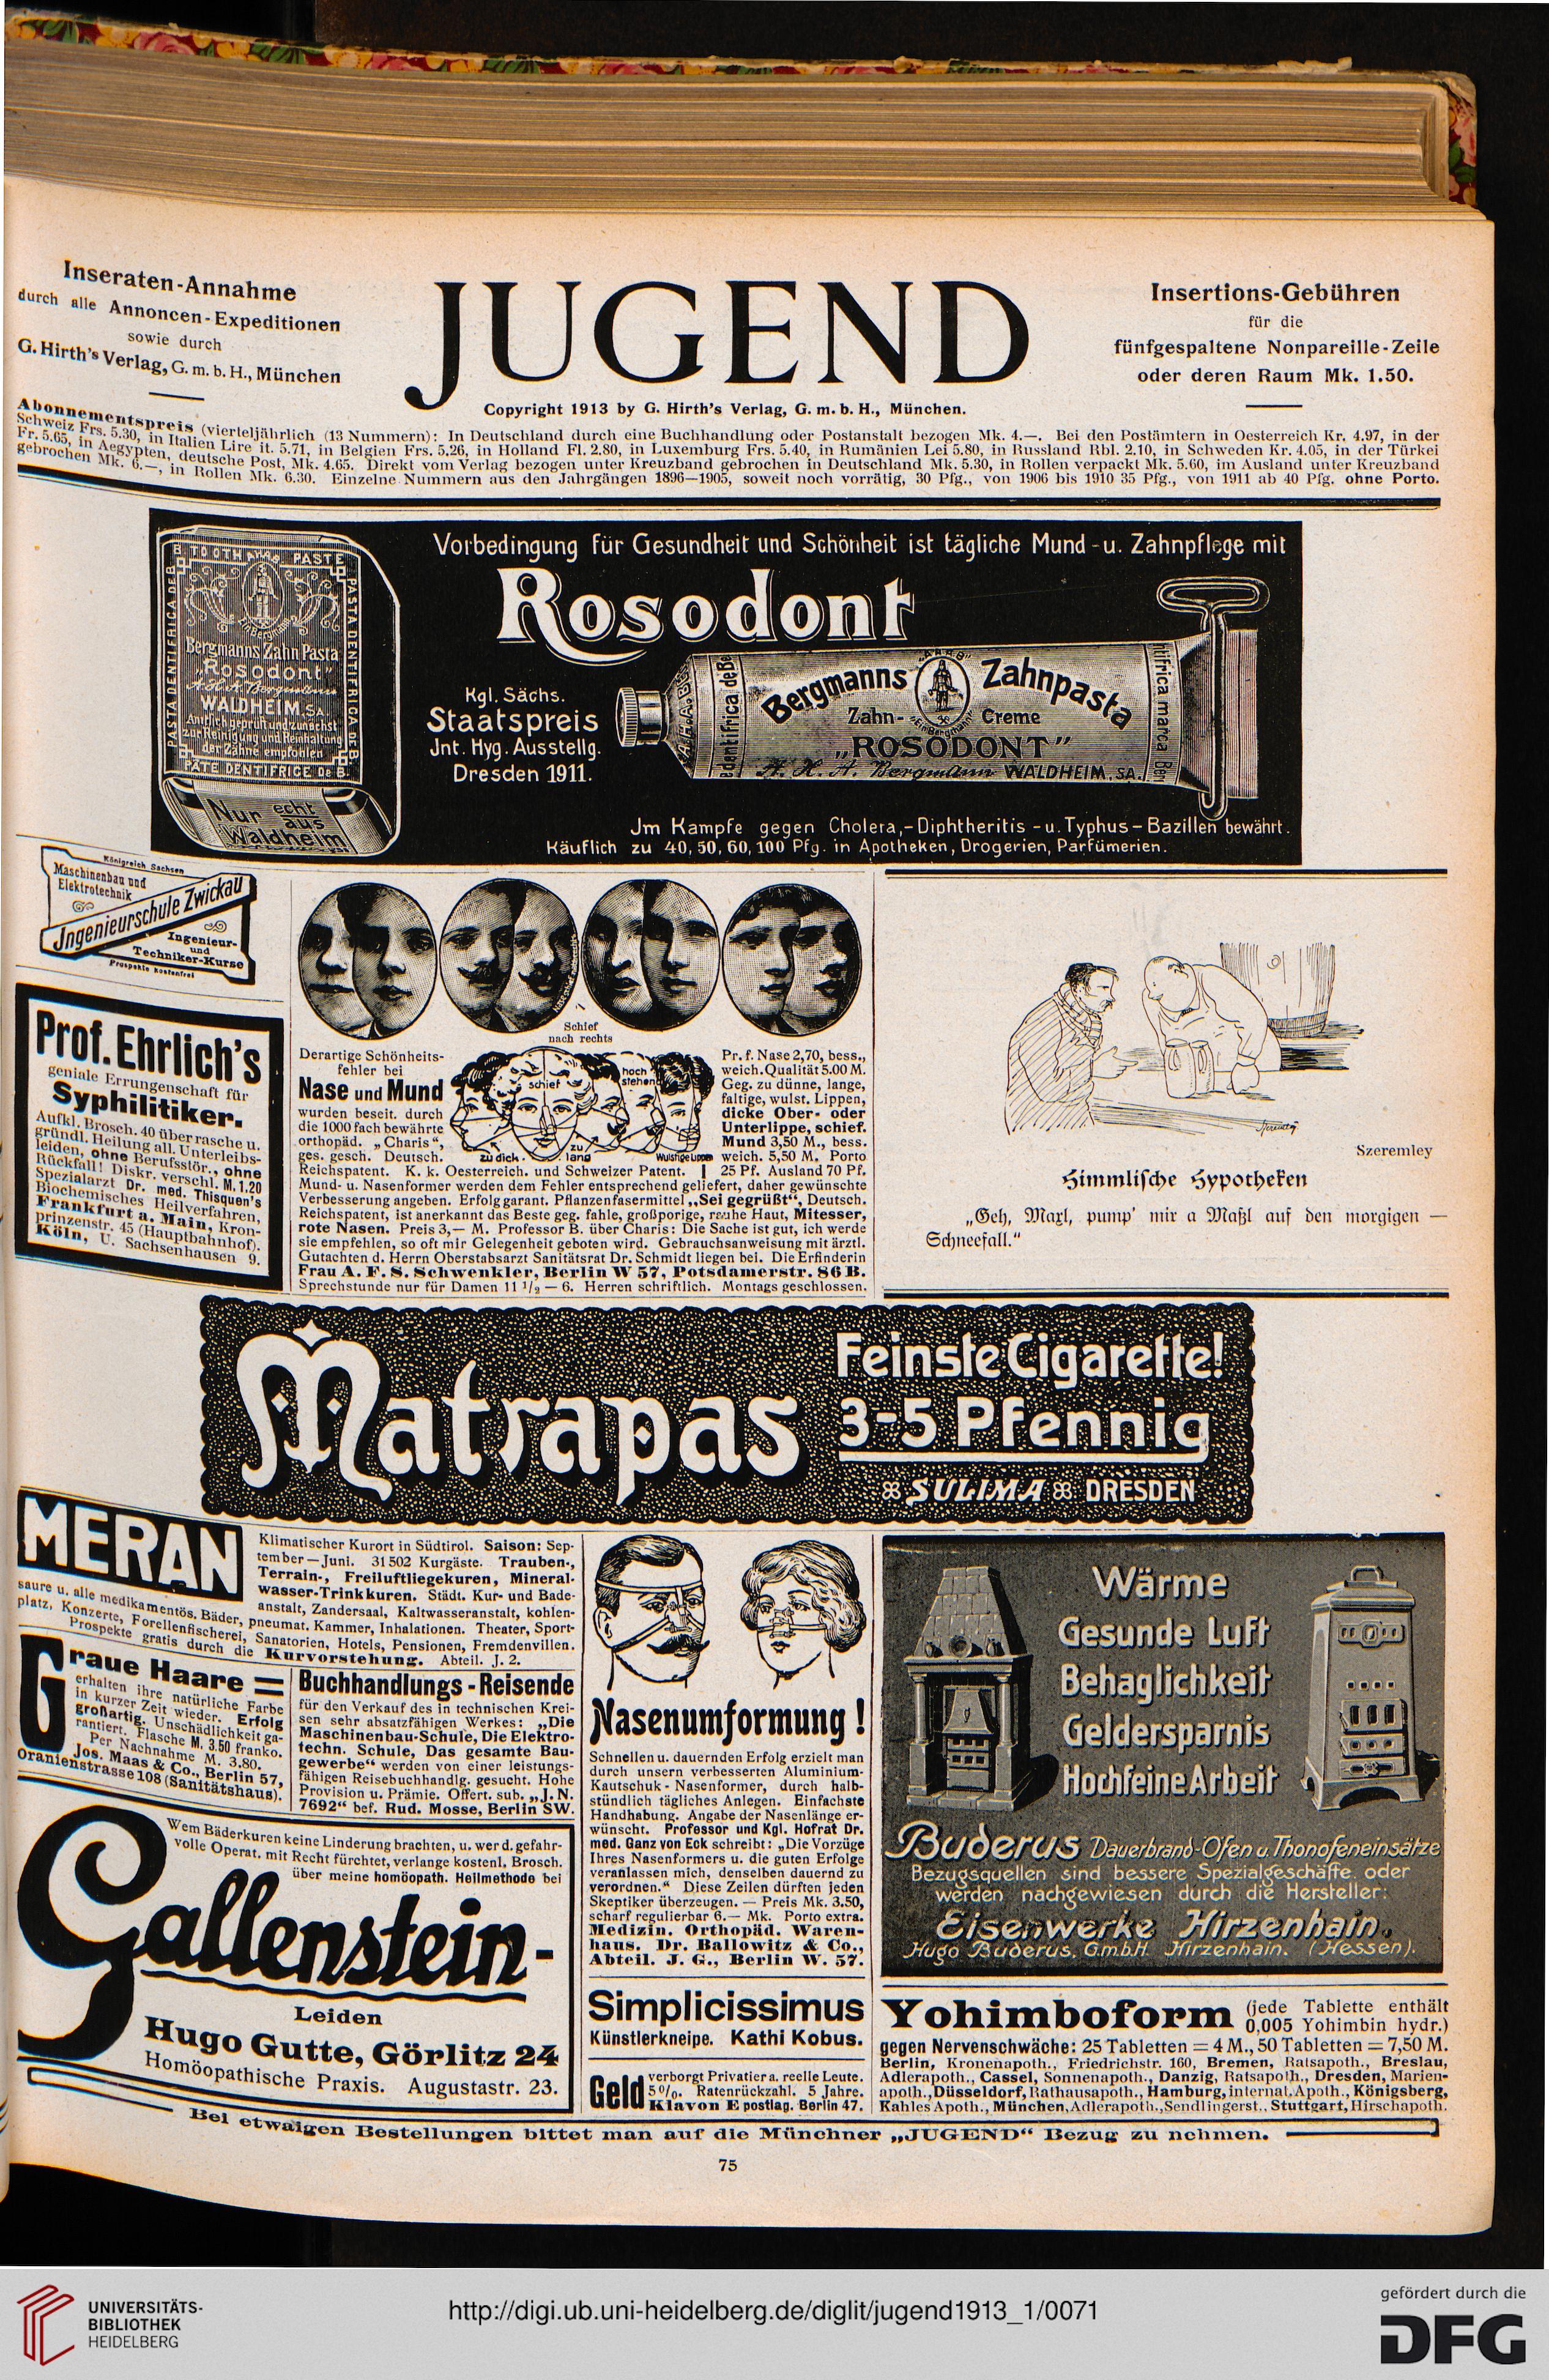 Inseraten-Annahme
durch alle Annoncen-Expeditionen
sowie durch
G. Hirth's Verlag, G. m. b. H., München
JUGEND
Copyright 1913 by G. Hirth's Verlag, G. m. b. H., München.
Insertions-Gebühren
für die
fünfgespaltene Nonpareille-Zeile
oder deren Raum Mk. 1.50.
Abonnementspreis (vierteljährlich (13 Nummern): In Deutschland durch eine Buchhandlung oder Postanstalt bezogen Mk. 4.—. Bei den Postämtern in Oesterreich Kr. 4.97, in der
Schweiz Frs. 5.30, in Italien Lire it. 5.71, in Belgien Frs. 5.26, in Holland Fl. 2.80, in Luxemburg Frs. 5.40, in Rumänien Lei 5.80, in Russland Rbl. 2.10, in Schweden Kr. 4.05, in der Türkei
Fr. 5.65, in Aegypten, deutsche Post, Mk. 4.65. Direkt vom Verlag bezogen unter Kreuzband gebrochen in Deutschland Mk. 5.30, in Rollen verpackt Mk. 5.60, im Ausland unter Kreuzband
gebrochen Mk. 6.—, in Rollen Mk. 6.30. Einzelne Nummern aus den Jahrgängen 1896—1905, soweit noch vorrätig, 30 Pfg., von 1906 bis 1910 35 Pfg., von 1911 ab 40 Pfg. ohne Porto.
B. TOOTH PASTE
PASTA DENTIFRICA DE B.
PASTA DENTIFRICA DE B.
Bergmanns Zahn Pasta
„Rosodont"
A. H. A. Bergmann
WALDHEIM SA.
Amtlich geprüft und zunächst
zur Reinigung und Reinhaltung
der Zähne empfohlen
PATE DENTIFRICE DE B.
Nur echt
aus
Waldheim
Vorbedingung für Gesundheit und Schönheit ist tägliche Mund- u. Zahnpflege mit
Rosodont
Kgl. Sächs.
Staatspreis
Jnt. Hyg. Ausstellg.
Dresden 1911.
Bergmanns Zahnpasta
Zahn- Creme
„ROSODONT"
A. H. A. Bergmann WALDHEIM, SA.
Jm Kampfe gegen Cholera,- Diphtheritis- u. Typhus-Bazillen bewährt.
Käuflich zu 40, 50, 60, 100 Pfg. in Apotheken, Drogerien, Parfümerien.
Königreich Sachsen
Maschinenbau und
Elektrotechnik
Jngenieurschule Zwickau
Ingenieur-
und
Techniker-Kurse
Prospekte kostenfrei
Prof. Ehrlich's
geniale Errungenschaft für
Syphilitiker.
Aufkl. Brosch. 40 über rasche u.
gründl. Heilung all. Unterleibs-
leiden, ohne Berufsstör., ohne
Rückfall! Diskr. verschl. M. 1.20
Spezialarzt Dr. med. Thisquen's
Biochemisches Heilverfahren,
Frankfurt a. Main, Kron-
prinzenstr. 45 (Hauptbahnhof).
Köln, U. Sachsenhausen 9.
Schief
nach rechts
Derartige Schönheits-
fehler bei
Nase und Mund
wurden beseit. durch
die 1000fach bewährte
orthopäd. „Charis",
ges. gesch. Deutsch.
schief
hoch
stehend
zu dick
zu
lang
Wulstige Lippen
Pr. f. Nase 2,70, bess.,
weich. Qualität 5.00 M.
Geg. zu dünne, lange,
faltige, wulst. Lippen,
dicke Ober- oder
Unterlippe, schief.
Mund 3,50 M., bess.
weich. 5,50 M. Porto
25 Pf. Ausland 70 Pf.
Reichspatent. K. k. Oesterreich. und Schweizer Patent.
Mund- u. Nasenformer werden dem Fehler entsprechend geliefert, daher gewünschte
Verbesserung angeben. Erfolg garant. Pflanzenfasermittel „Sei gegrüßt", Deutsch.
Reichspatent, ist anerkannt das Beste geg. fahle, großporige, rauhe Haut, Mitesser,
rote Nasen. Preis 3,— M. Professor B. über Charis: Die Sache ist gut, ich werde
sie empfehlen, so oft mir Gelegenheit geboten wird. Gebrauchsanweisung mit ärztl.
Gutachten d. Herrn Oberstabsarzt Sanitätsrat Dr. Schmidt liegen bei. Die Erfinderin
Frau A. F. S. Schwenkler, Berlin W 57, Potsdamerstr. 86 B.
Sprechstunde nur für Damen 11 1/2 — 6. Herren schriftlich. Montags geschlossen.
Szeremley
Himmlische Hypotheken
„Geh, Maxl, pump' mir a Maßl auf den morgigen —
Schneefall."
Matrapas
Feinste Cigarette!
3-5 Pfennig
SULIMA DRESDEN
MERAN
Klimatischer Kurort in Südtirol. Saison: Sep-
tember—Juni. 31502 Kurgäste. Trauben-,
Terrain-, Freiluftliegekuren, Mineral-
wasser-Trinkkuren. Städt. Kur- und Bade-
anstalt, Zandersaal, Kaltwasseranstalt, kohlen-
saure u. alle medikamentös. Bäder, pneumat. Kammer, Inhalationen. Theater, Sport-
platz, Konzerte, Forellenfischerei, Sanatorien, Hotels, Pensionen, Fremdenvillen.
Prospekte gratis durch die Kurvorstehung. Abteil. J. 2.
Graue Haare
erhalten ihre natürliche Farbe
in kurzer Zeit wieder. Erfolg
großartig. Unschädlichkeit ga-
rantiert. Flasche M. 3.50 franko.
Per Nachnahme M. 3.80.
Jos. Maas & Co., Berlin 57,
Oranienstrasse 108 (Sanitätshaus).
Buchhandlungs-Reisende
für den Verkauf des in technischen Krei-
sen sehr absatzfähigen Werkes: „Die
Maschinenbau-Schule, Die Elektro-
techn. Schule, Das gesamte Bau-
gewerbe" werden von einer leistungs-
fähigen Reisebuchhandlg. gesucht. Hohe
Provision u. Prämie. Offert. sub. „J. N.
7692" bef. Rud. Mosse, Berlin SW.
Wem Bäderkuren keine Linderung brachten, u. wer d. gefahr-
volle Operat. mit Recht fürchtet, verlange kostenl. Brosch.
über meine homöopath. Heilmethode bei
Gallenstein-
Leiden
Hugo Gutte, Görlitz 24
Homöopathische Praxis. Augustastr. 23.
Nasenumformung!
Schnellen u. dauernden Erfolg erzielt man
durch unsern verbesserten Aluminium-
Kautschuk-Nasenformer, durch halb-
stündlich tägliches Anlegen. Einfachste
Handhabung. Angabe der Nasenlänge er-
wünscht. Professor und Kgl. Hofrat Dr.
med. Ganz von Eck schreibt: „Die Vorzüge
Ihres Nasenformers u. die guten Erfolge
veranlassen mich, denselben dauernd zu
verordnen." Diese Zeilen dürften jeden
Skeptiker überzeugen. — Preis Mk. 3.50,
scharf regulierbar 6.— Mk. Porto extra.
Medizin. Orthopäd. Waren-
haus. Dr. Ballowitz & Co.,
Abteil. J. G., Berlin W. 57.
Simplicissimus
Künstlerkneipe. Kathi Kobus.
Geld verborgt Privatier a. reelle Leute.
5%. Ratenrückzahl. 5 Jahre.
Klavon E postlag. Berlin 47.
Wärme
Gesunde Luft
Behaglichkeit
Geldersparnis
Hochfeine Arbeit
Buderus Dauerbrand-Öfen u. Thonofeneinsätze
Bezugsquellen sind bessere Spezialgeschäfte. oder
werden nachgewiesen durch die Hersteller:
Eisenwerke Hirzenhain,
Hugo Buderus, G.m.b.H. Hirzenhain. (Hessen).
Yohimboform (jede Tablette enthält
0,005 Yohimbin hydr.)
gegen Nervenschwäche: 25 Tabletten = 4 M., 50 Tabletten = 7,50 M.
Berlin, Kronenapoth., Friedrichstr. 160, Bremen, Ratsapoth., Breslau,
Adlerapoth., Cassel, Sonnenapoth., Danzig, Ratsapoth., Dresden, Marien-
apoth., Düsseldorf, Rathausapoth., Hamburg, internat. Apoth., Königsberg,
Kahles Apoth., München, Adlerapoth., Sendlingerst., Stuttgart, Hirschapoth.
Bei etwaigen Bestellungen bittet man auf die Münchner „JUGEND" Bezug zu nehmen.
75
UNIVERSITÄTS-
BIBLIOTHEK
HEIDELBERG
http://digi.ub.uni-heidelberg.de/diglit/jugend1913_1/0071
gefördert durch die
DFG